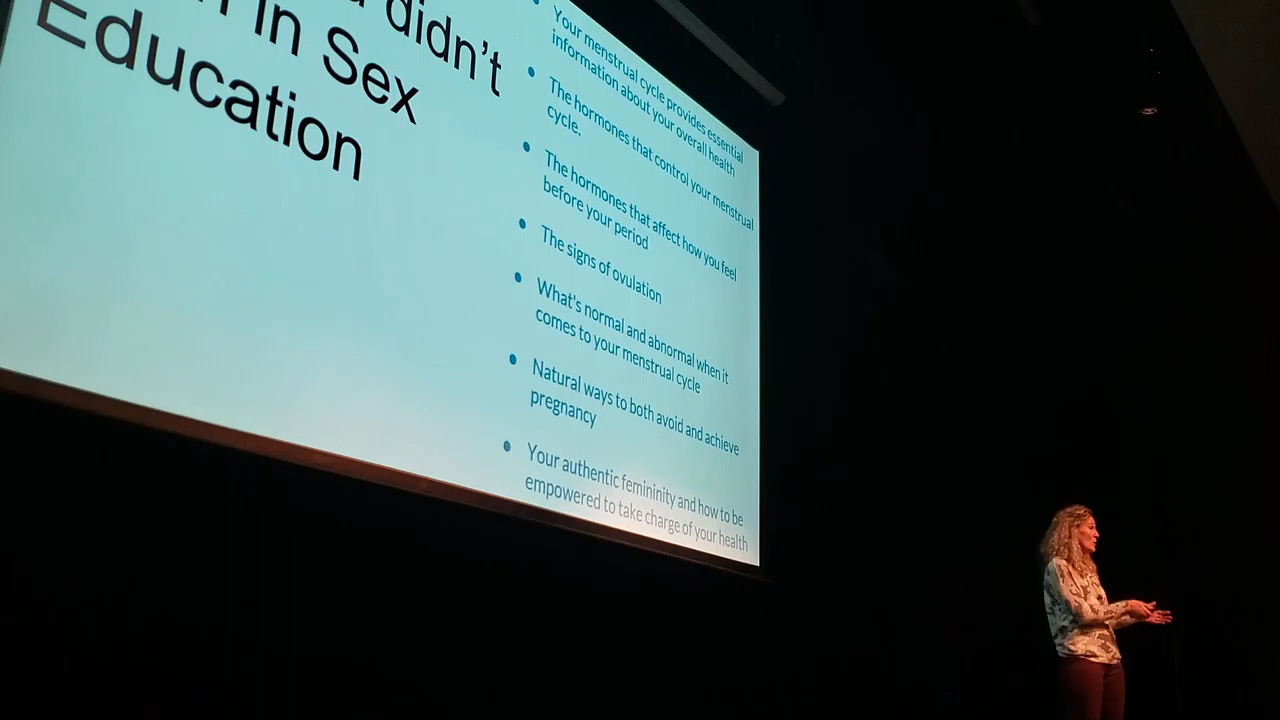 didn't
in Sex
Education
Your menstrual cycle provides essential
information about your overall health
The hormones that control your menstrual
cycle.
The hormones that affect how you feel
before your period
The signs of ovulation
What's normal and abnormal when it
comes to your menstrual cycle
Natural ways to both avoid and achieve
pregnancy
Your authentic femininity and how to be
empowered to take charge of your health